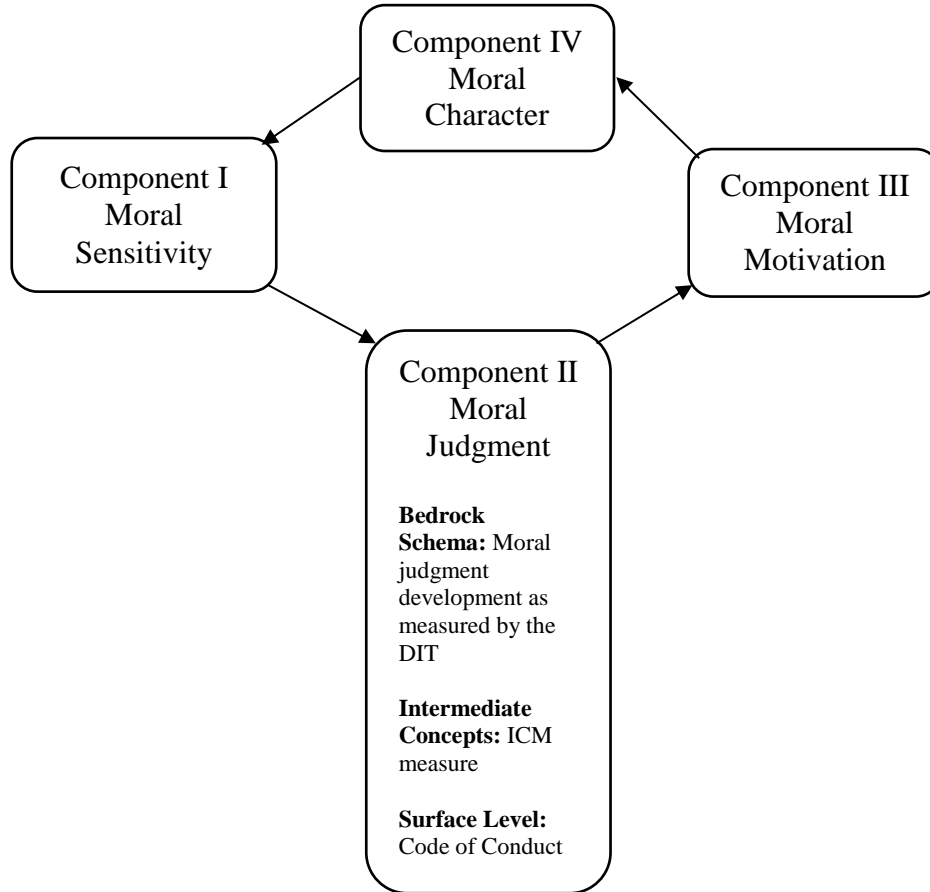 Component IV
Moral
Character
Component I
Moral
Sensitivity
Component III
Moral
Motivation
Component II
Moral
Judgment
Bedrock
Schema: Moral
judgment
development as
measured by the
DIT
Intermediate
Concepts: ICM
measure
Surface Level:
Code of Conduct